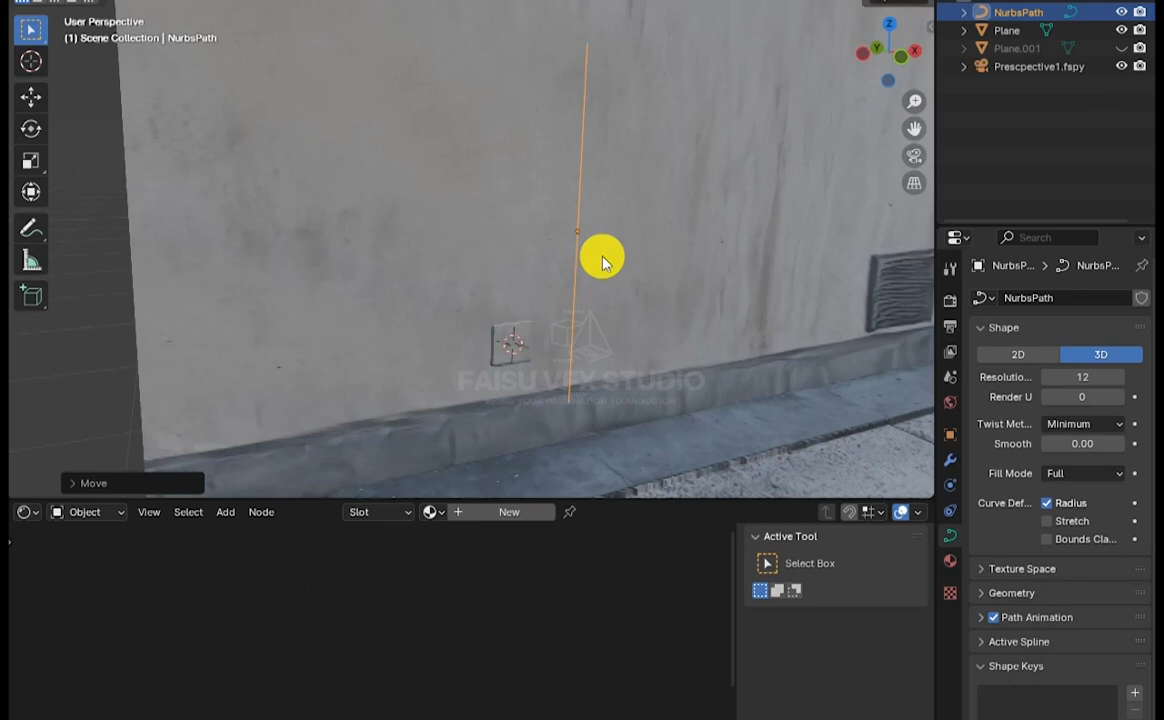 User Perspective
(1) Scene Collection | NurbsPath
Z
Y
X
FAISU VFX STUDIO
Move
NurbsPath
Plane
Plane.001
Prescpective1.fspy
Search
NurbsP... > NurbsP...
NurbsPath
Shape
2D 3D
Resolutio... 12
Render U 0
Twist Met... Minimum
Smooth 0.00
Fill Mode Full
Curve Def... Radius
Stretch
Bounds Cla...
Texture Space
Geometry
Path Animation
Active Spline
Shape Keys
Object View Select Add Node Slot New
Active Tool
Select Box